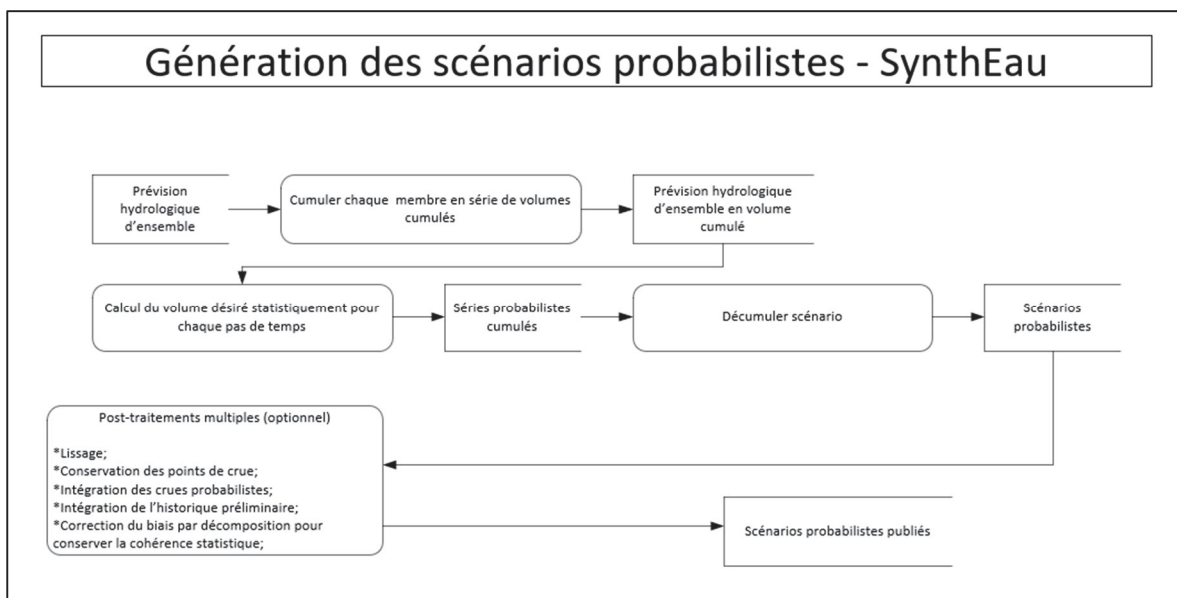 Génération des scénarios probabilistes - SynthEau
Prévision
hydrologique
d'ensemble
Cumuler chaque membre en série de volumes
cumulés
Prévision hydrologique
d'ensemble en volume
cumulé
Calcul du volume désiré statistiquement pour
chaque pas de temps
Séries probabilistes
cumulés
Décumuler scénario
Scénarios
probabilistes
Post-traitements multiples (optionnel)
*Lissage;
*Conservation des points de crue;
*Intégration des crues probabilistes;
*Intégration de l'historique préliminaire;
*Correction du biais par décomposition pour
conserver la cohérence statistique;
Scénarios probabilistes publiés